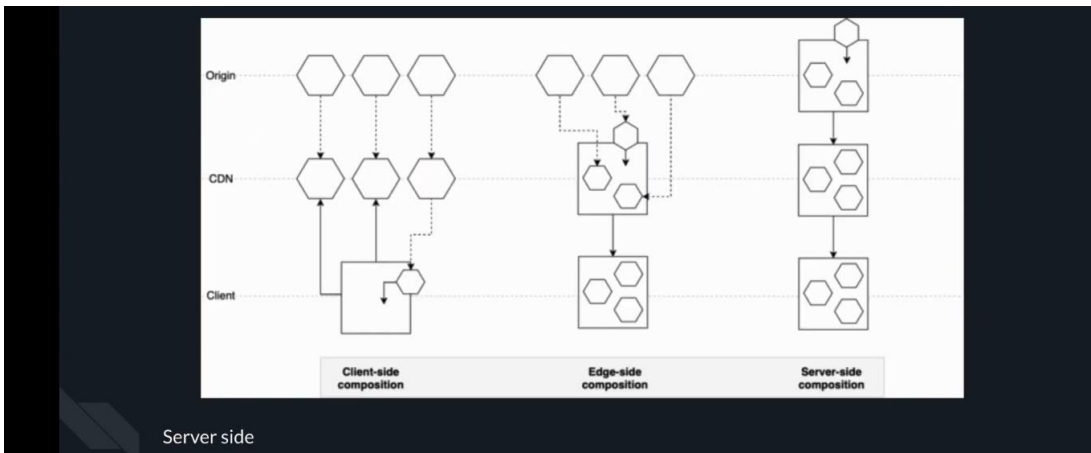 Origin
CDN
Client
Client-side
composition
Edge-side
composition
Server-side
composition
Server side